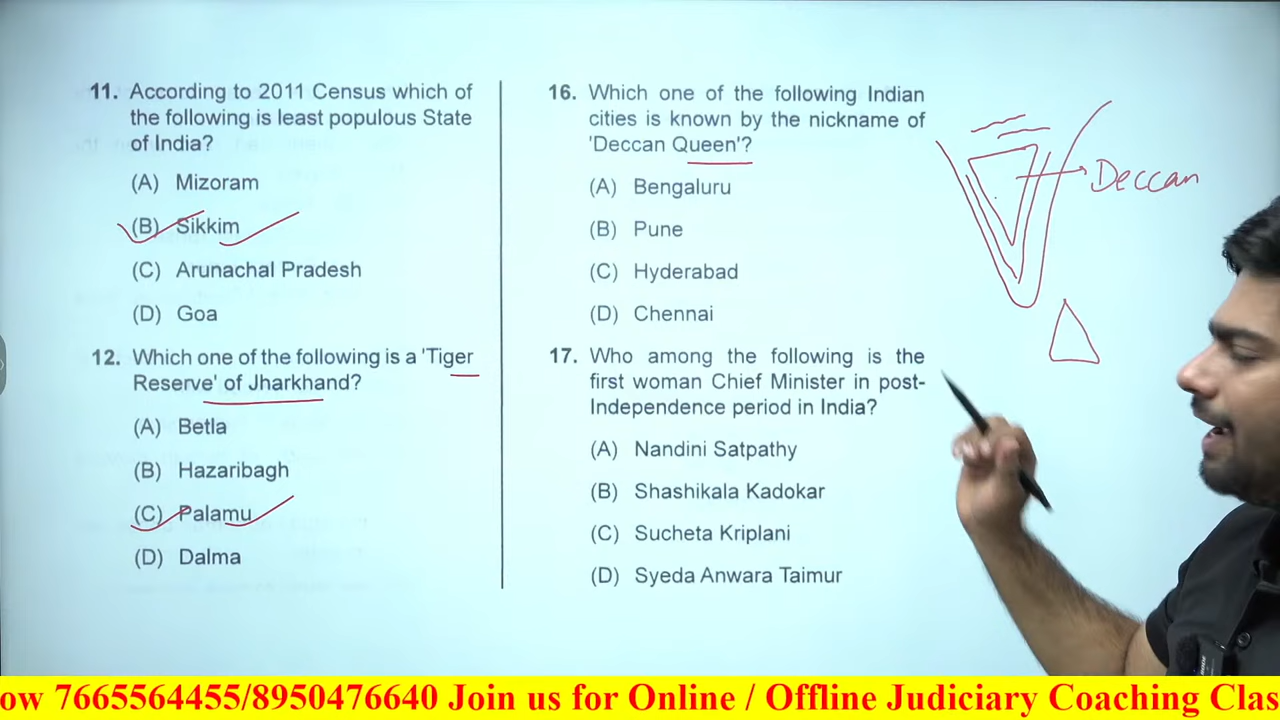 11. According to 2011 Census which of
the following is least populous State
of India?
(A) Mizoram
(B) Sikkim
(C) Arunachal Pradesh
(D) Goa
12. Which one of the following is a 'Tiger
Reserve' of Jharkhand?
(A) Betla
(B) Hazaribagh
(C) Palamu
(D) Dalma
16. Which one of the following Indian
cities is known by the nickname of
'Deccan Queen'?
(A) Bengaluru
(B) Pune
(C) Hyderabad
(D) Chennai
17. Who among the following is the
first woman Chief Minister in post-
Independence period in India?
(A) Nandini Satpathy
(B) Shashikala Kadokar
(C) Sucheta Kriplani
(D) Syeda Anwara Taimur
Deccan
ow 7665564455/8950476640 Join us for Online / Offline Judiciary Coaching Clas